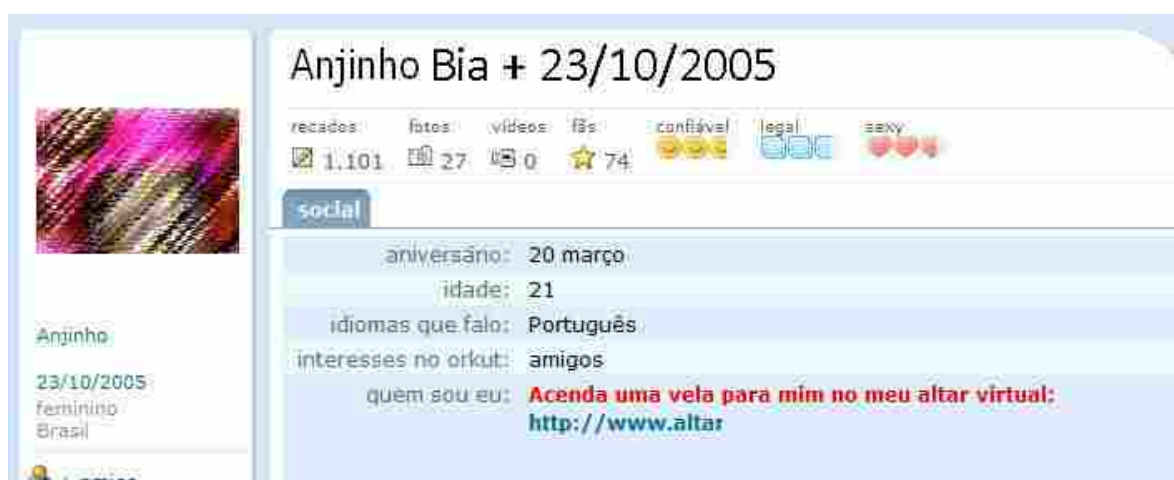 Anjinho Bia + 23/10/2005
recados fotos vídeos fãs confiável legal sexy
1.101 27 0 74
social
aniversário: 20 março
idade: 21
idiomas que falo: Português
interesses no orkut: amigos
quem sou eu: Acenda uma vela para mim no meu altar virtual:
http://www.altar
Anjinho
23/10/2005
feminino
Brasil